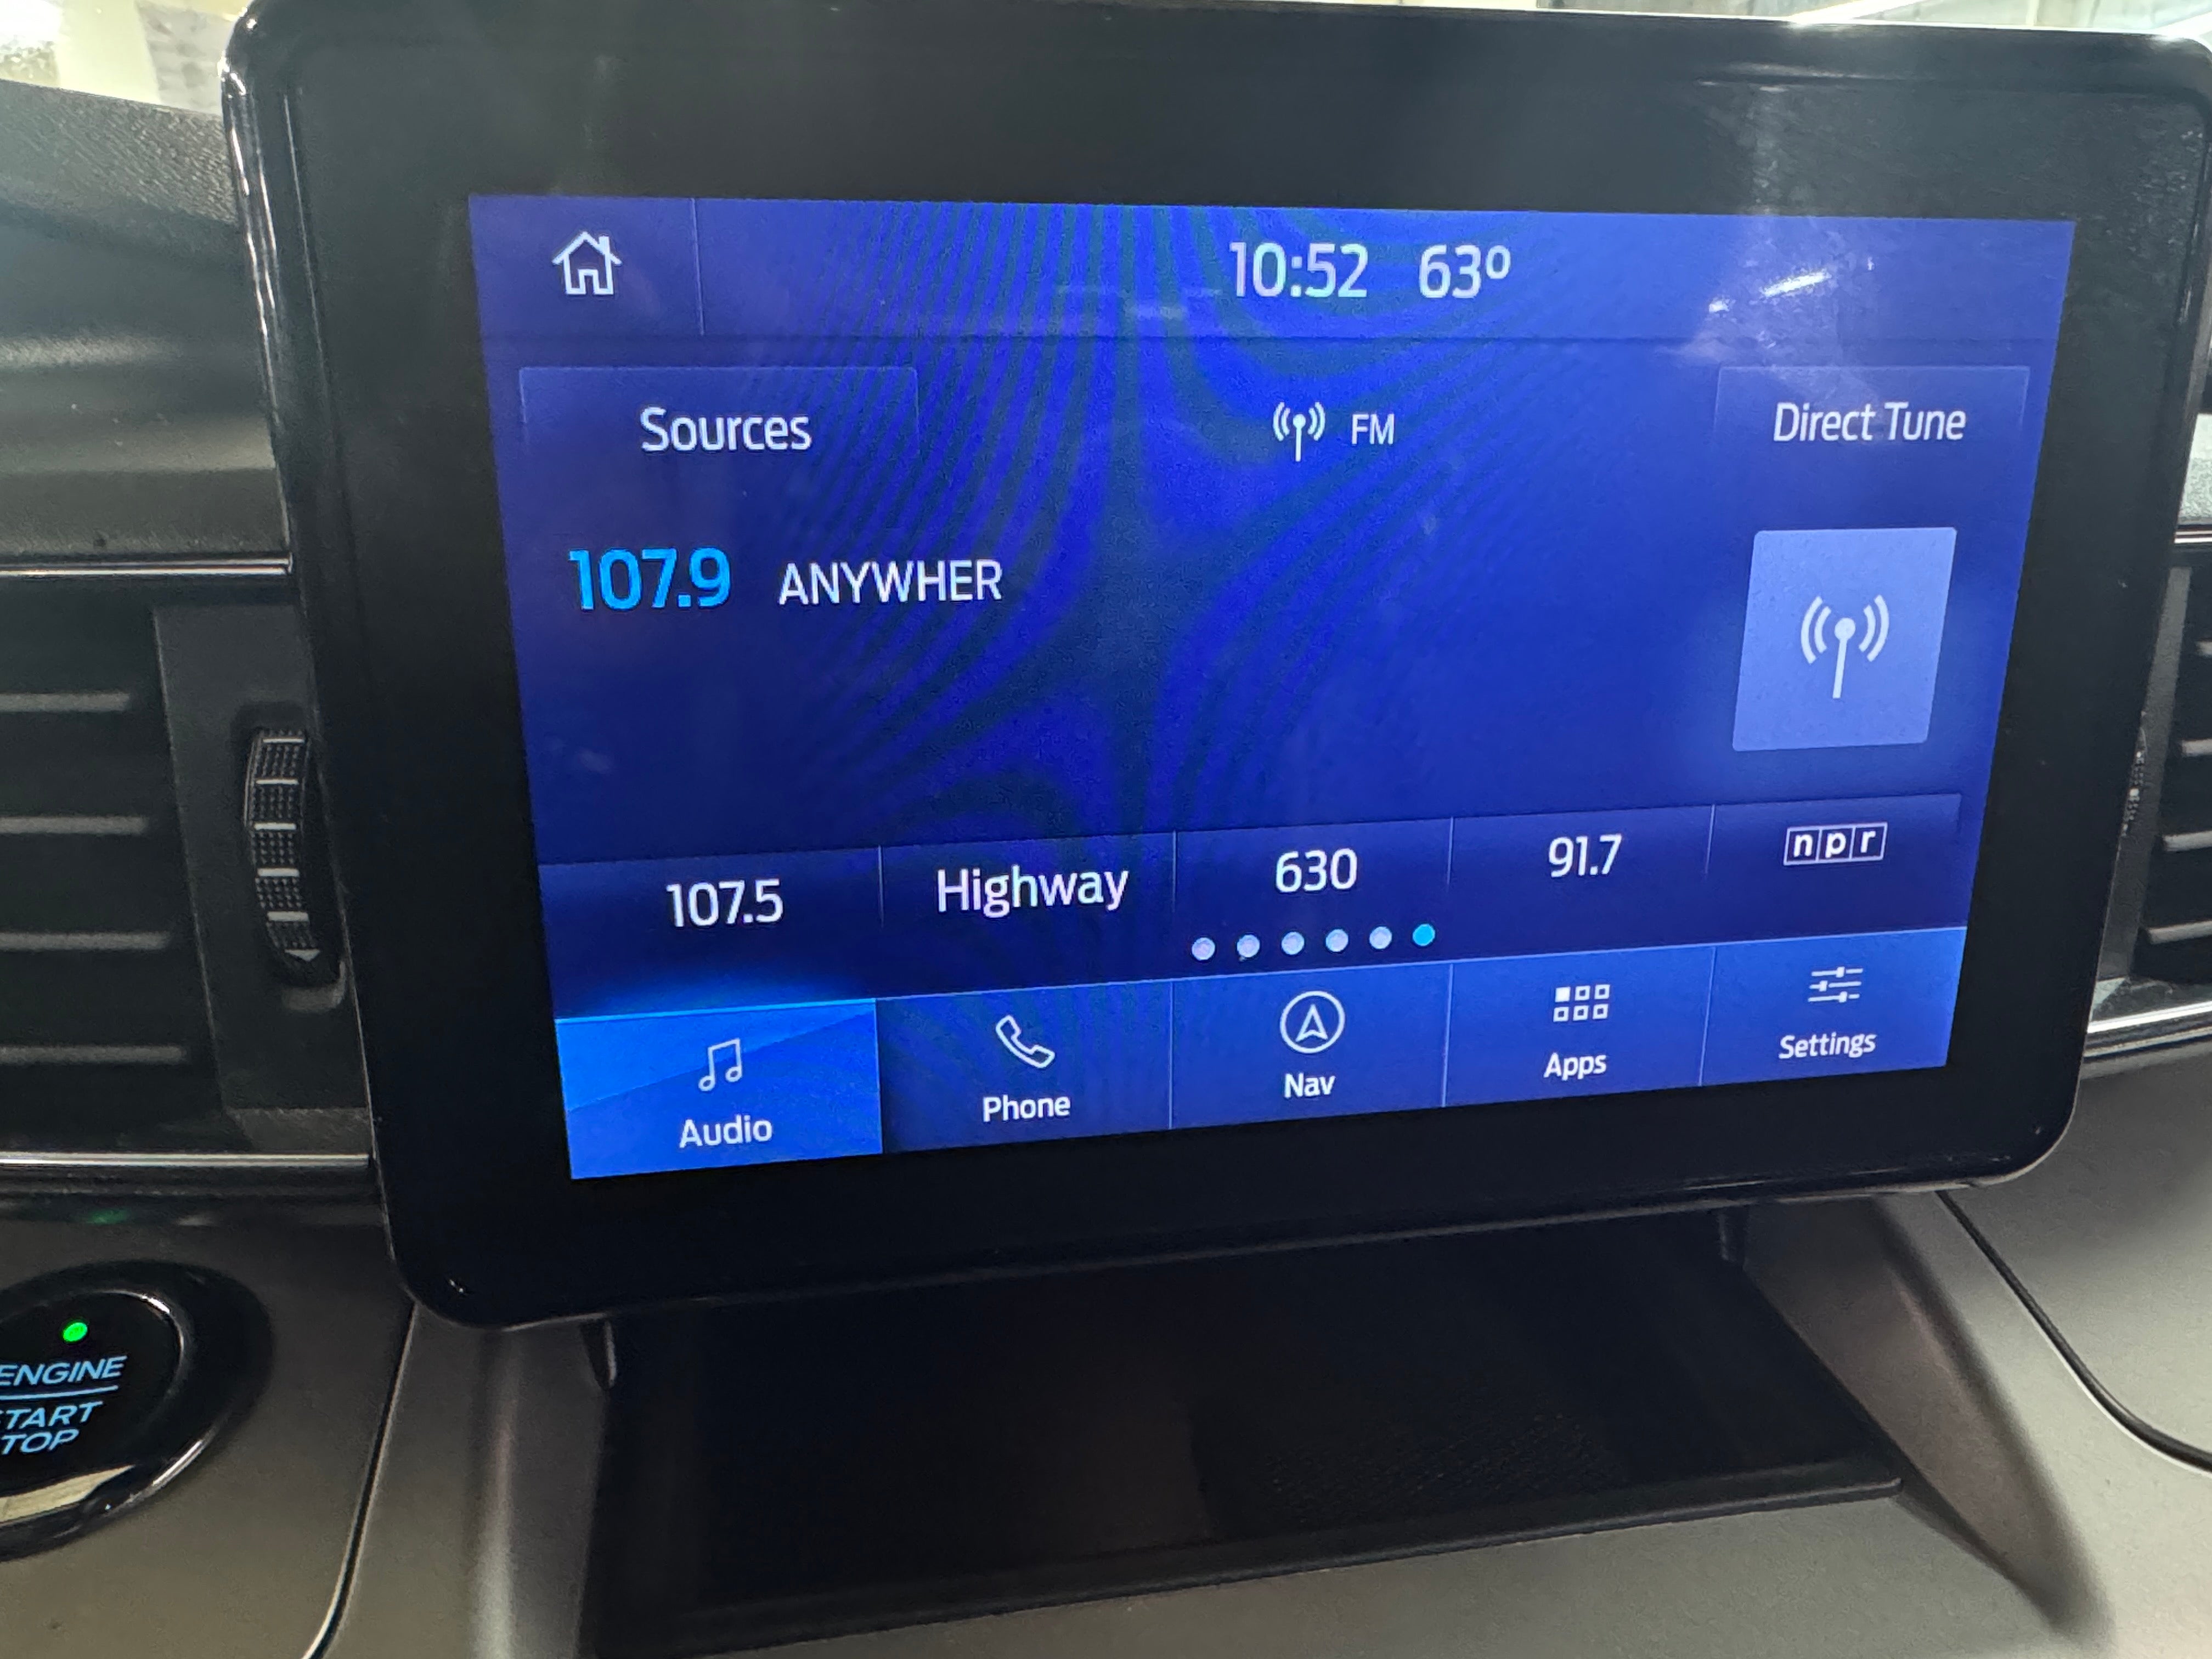 10:52 63º
Sources FM Direct Tune
107.9 ANYWHER
107.5 Highway 630 91.7 npr
Audio Phone Nav Apps Settings
ENGINE
TART
TOP